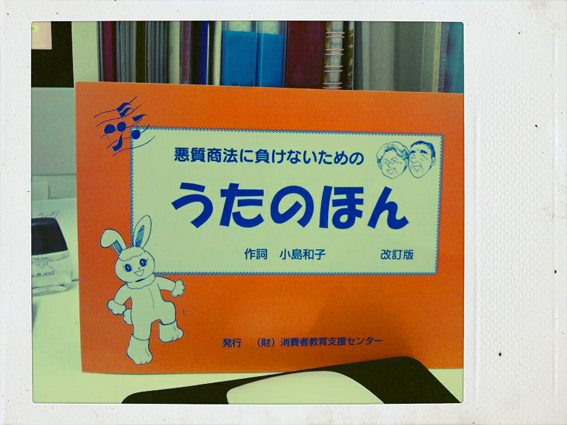 悪質商法に負けないための
うたのほん
作詞 小島和子 改訂版
発行 （財）消費者教育支援センター